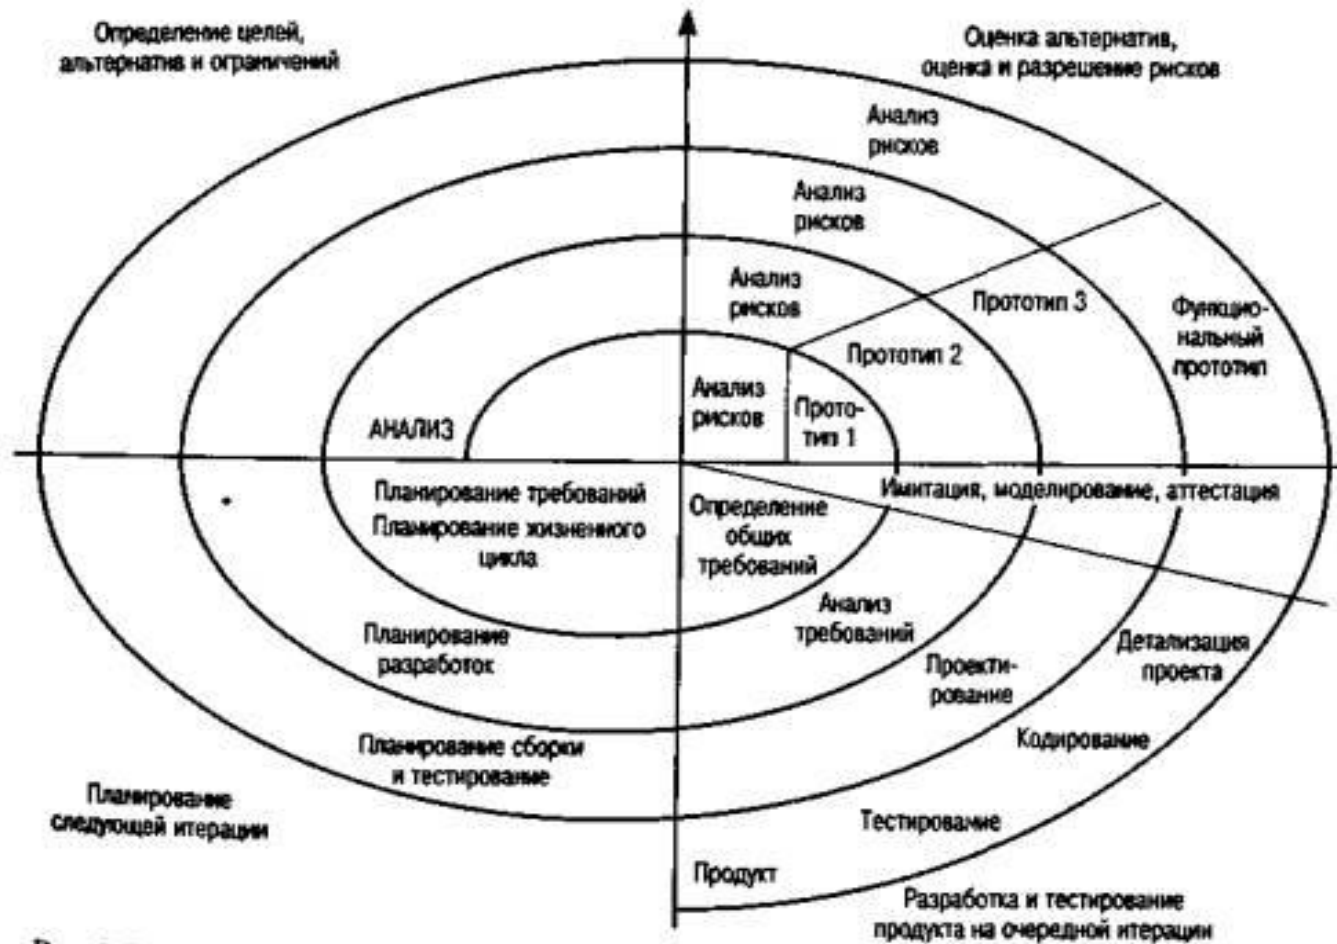 Определение целей,
альтернатив и ограничений
Оценка альтернатив,
оценка и разрешение рисков
Анализ
рисков
Анализ
рисков
Анализ
рисков
Прототип 3
Функцио-
нальный
прототип
Прототип 2
Анализ
рисков
Прото-
тип 1
АНАЛИЗ
Планирование требований
Планирование жизненного
цикла
Определение
общих
требований
Имитация, моделирование, аттестация
Анализ
требований
Планирование
разработок
Проекти-
рование
Детализация
проекта
Кодирование
Планирование сборки
и тестирование
Планирование
следующей итерации
Тестирование
Продукт
Разработка и тестирование
продукта на очередной итерации